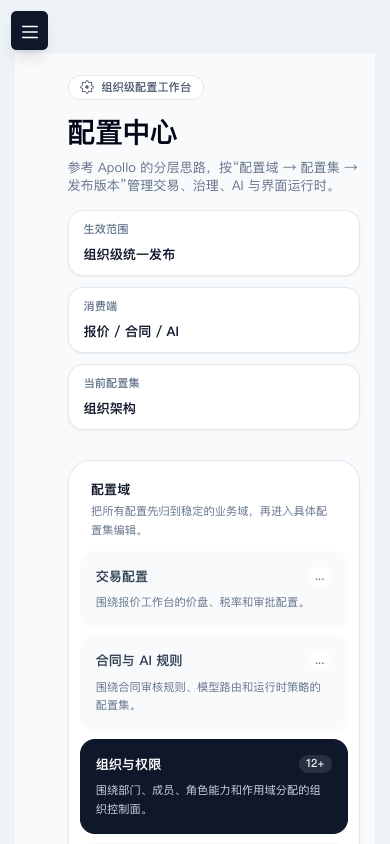 组织级配置工作台
配置中心
参考 Apollo 的分层思路，按“配置域 → 配置集 →
发布版本”管理交易、治理、AI 与界面运行时。
生效范围
组织级统一发布
消费端
报价 / 合同 / AI
当前配置集
组织架构
配置域
把所有配置先归到稳定的业务域，再进入具体配
置集编辑。
交易配置
...
围绕报价工作台的价盘、税率和审批配置。
合同与 AI 规则
...
围绕合同审核规则、模型路由和运行时策略的
配置集。
组织与权限
12+
围绕部门、成员、角色能力和作用域分配的组
织控制面。